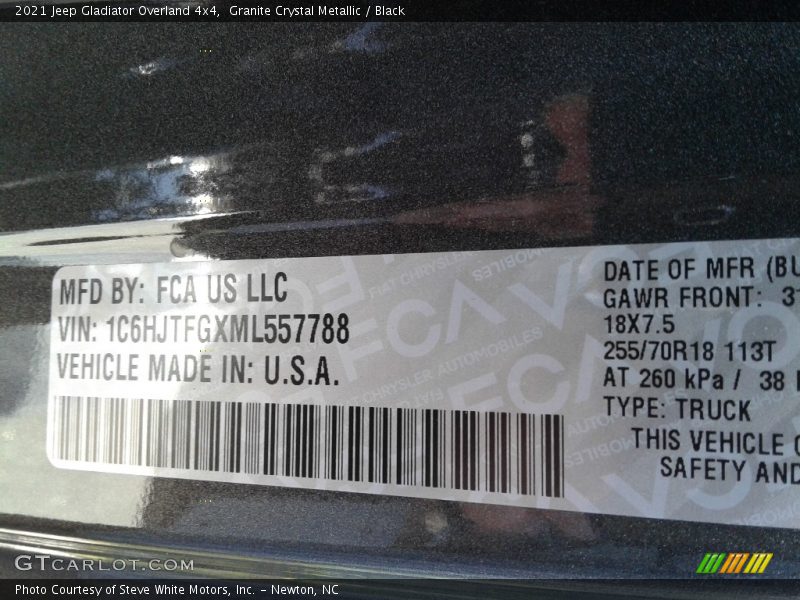 2021 Jeep Gladiator Overland 4x4, Granite Crystal Metallic / Black
MFD BY: FCA US LLC
VIN: 1C6HJTFGXML557788
VEHICLE MADE IN: U.S.A.
DATE OF MFR (BU
GAWR FRONT: 3
18X7.5
255/70R18 113T
AT 260 kPa / 38
TYPE: TRUCK
THIS VEHICLE
SAFETY AND
GTCARLOT.COM
Photo Courtesy of Steve White Motors, Inc. – Newton, NC